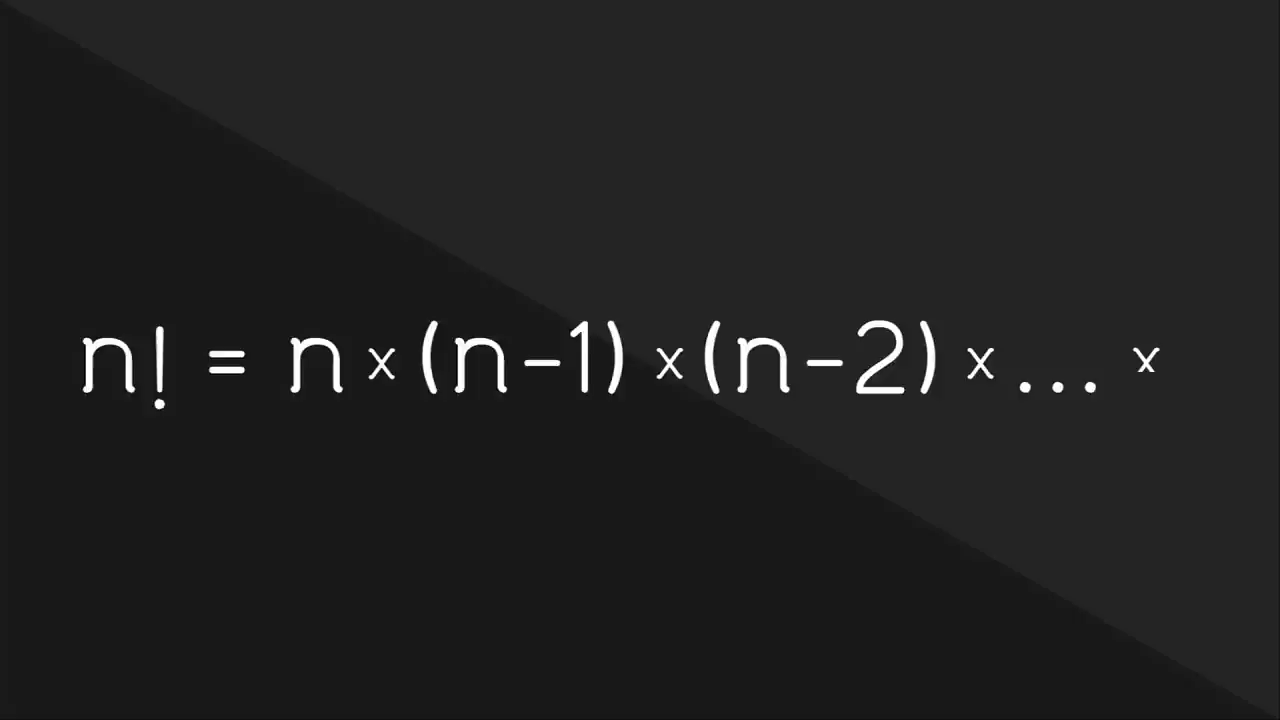 n! = n × (n-1) × (n-2) × ... ×